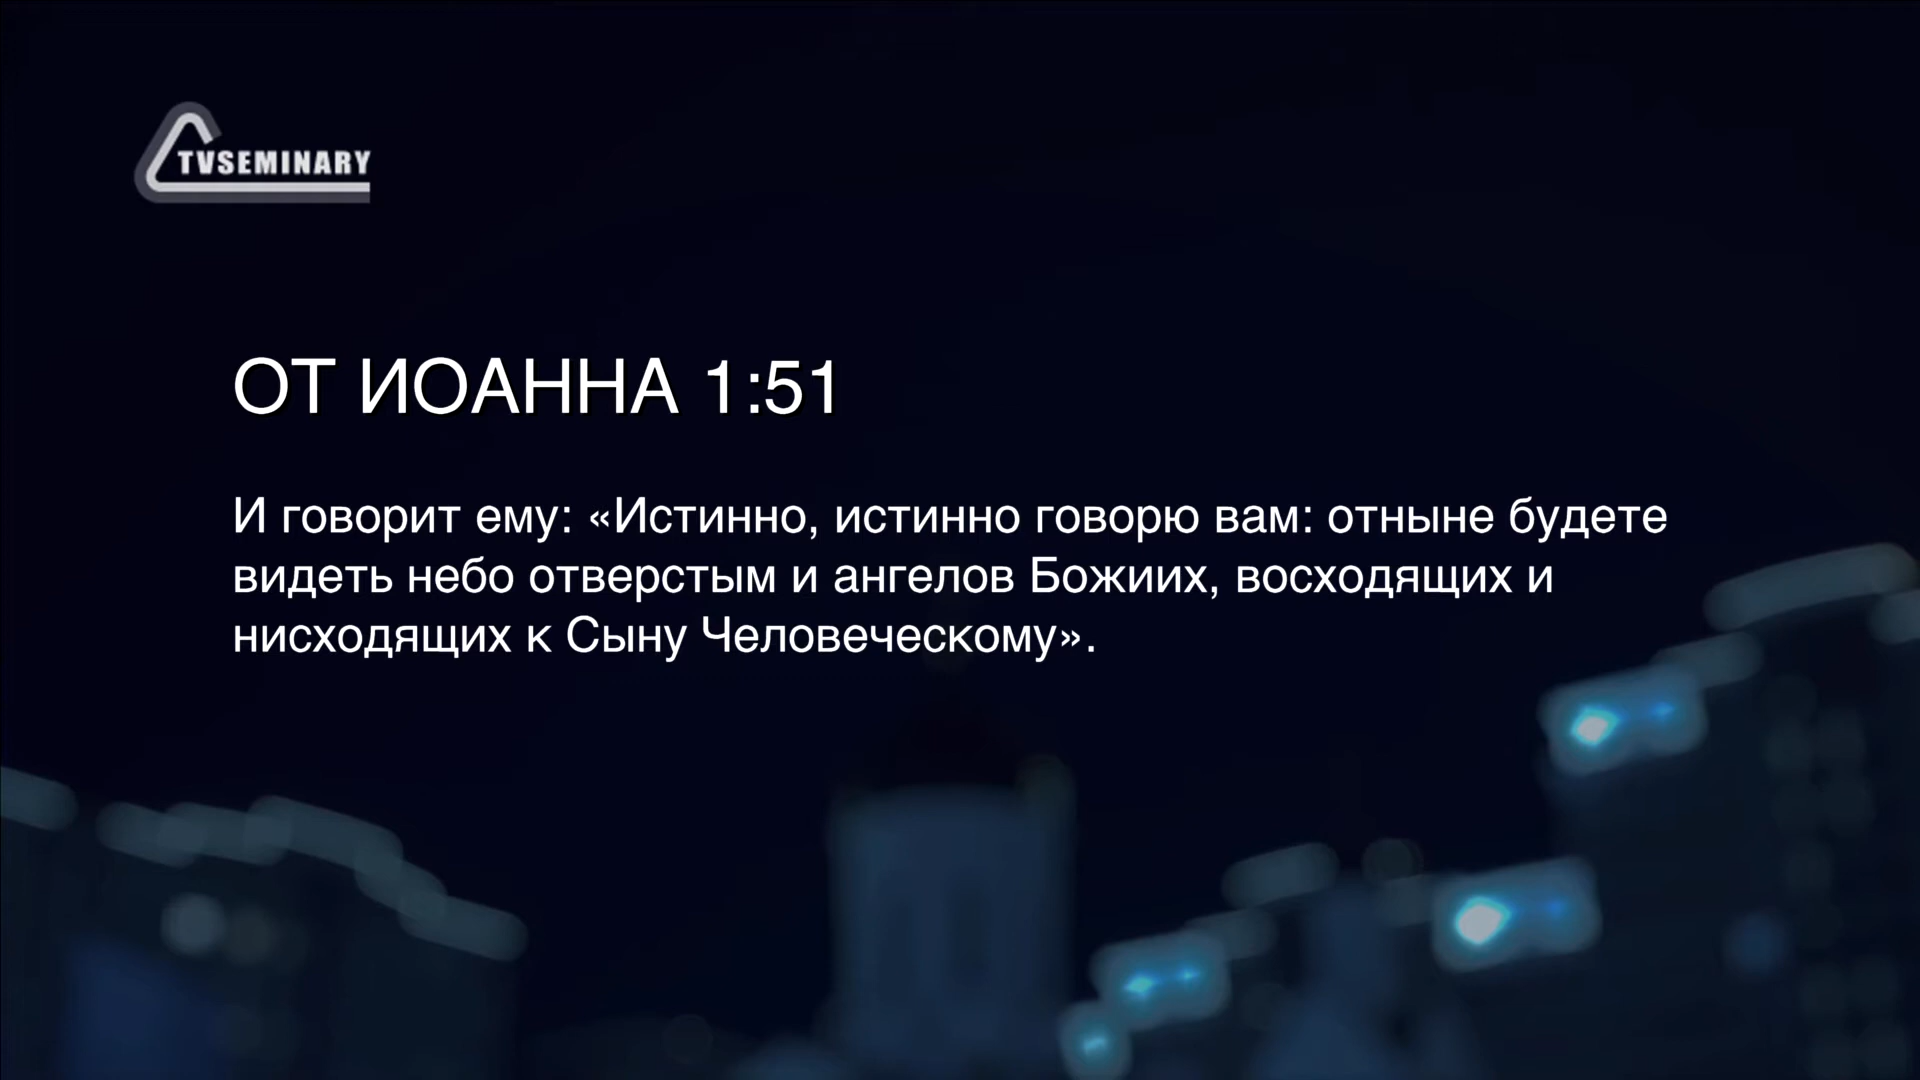 TVSEMINARY
ОТ ИОАННА 1:51
И говорит ему: «Истинно, истинно говорю вам: отныне будете
видеть небо отверстым и ангелов Божиих, восходящих и
нисходящих к Сыну Человеческому».